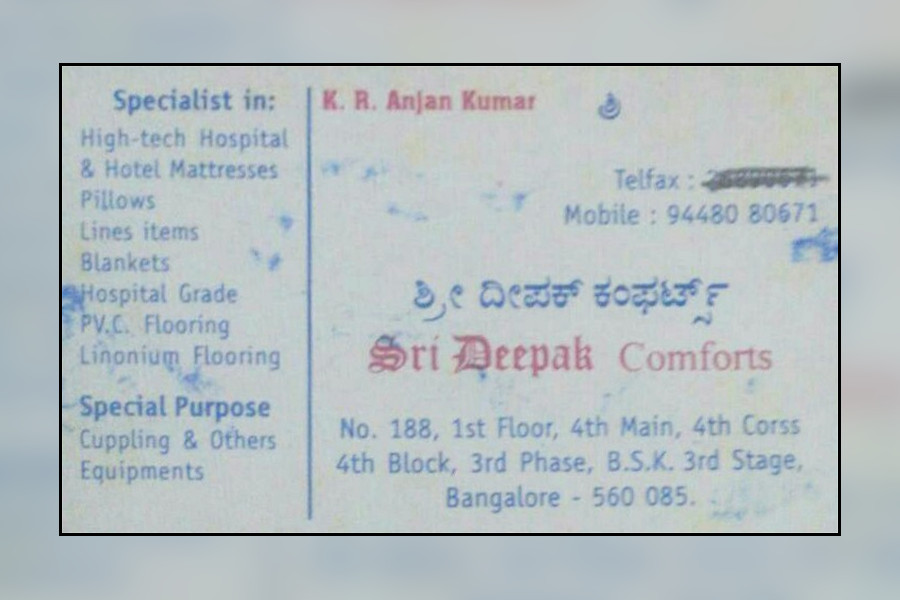 Specialist in:
High-tech Hospital
& Hotel Mattresses
Pillows
Lines items
Blankets
Hospital Grade
PV.C. Flooring
Linonium Flooring
Special Purpose
Cuppling & Others
Equipments
K. R. Anjan Kumar
ಶ್ರೀ
Telfax :
Mobile : 94480 80671
ಶ್ರೀ ದೀಪಕ್ ಕಂಫರ್ಟ್ಸ್
Sri Deepak Comforts
No. 188, 1st Floor, 4th Main, 4th Corss
4th Block, 3rd Phase, B.S.K. 3rd Stage,
Bangalore - 560 085.